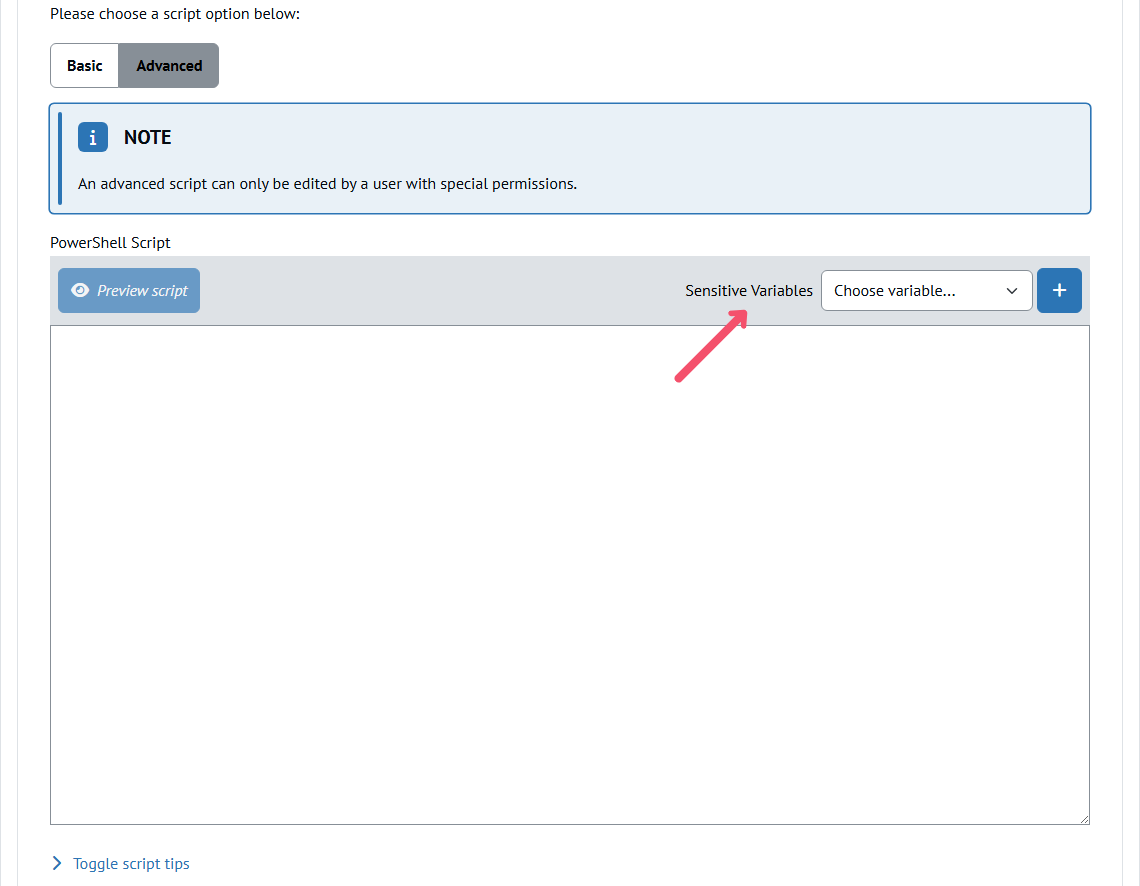 Please choose a script option below:
Basic Advanced
i NOTE
An advanced script can only be edited by a user with special permissions.
PowerShell Script
Preview script Sensitive Variables Choose variable... +
Toggle script tips